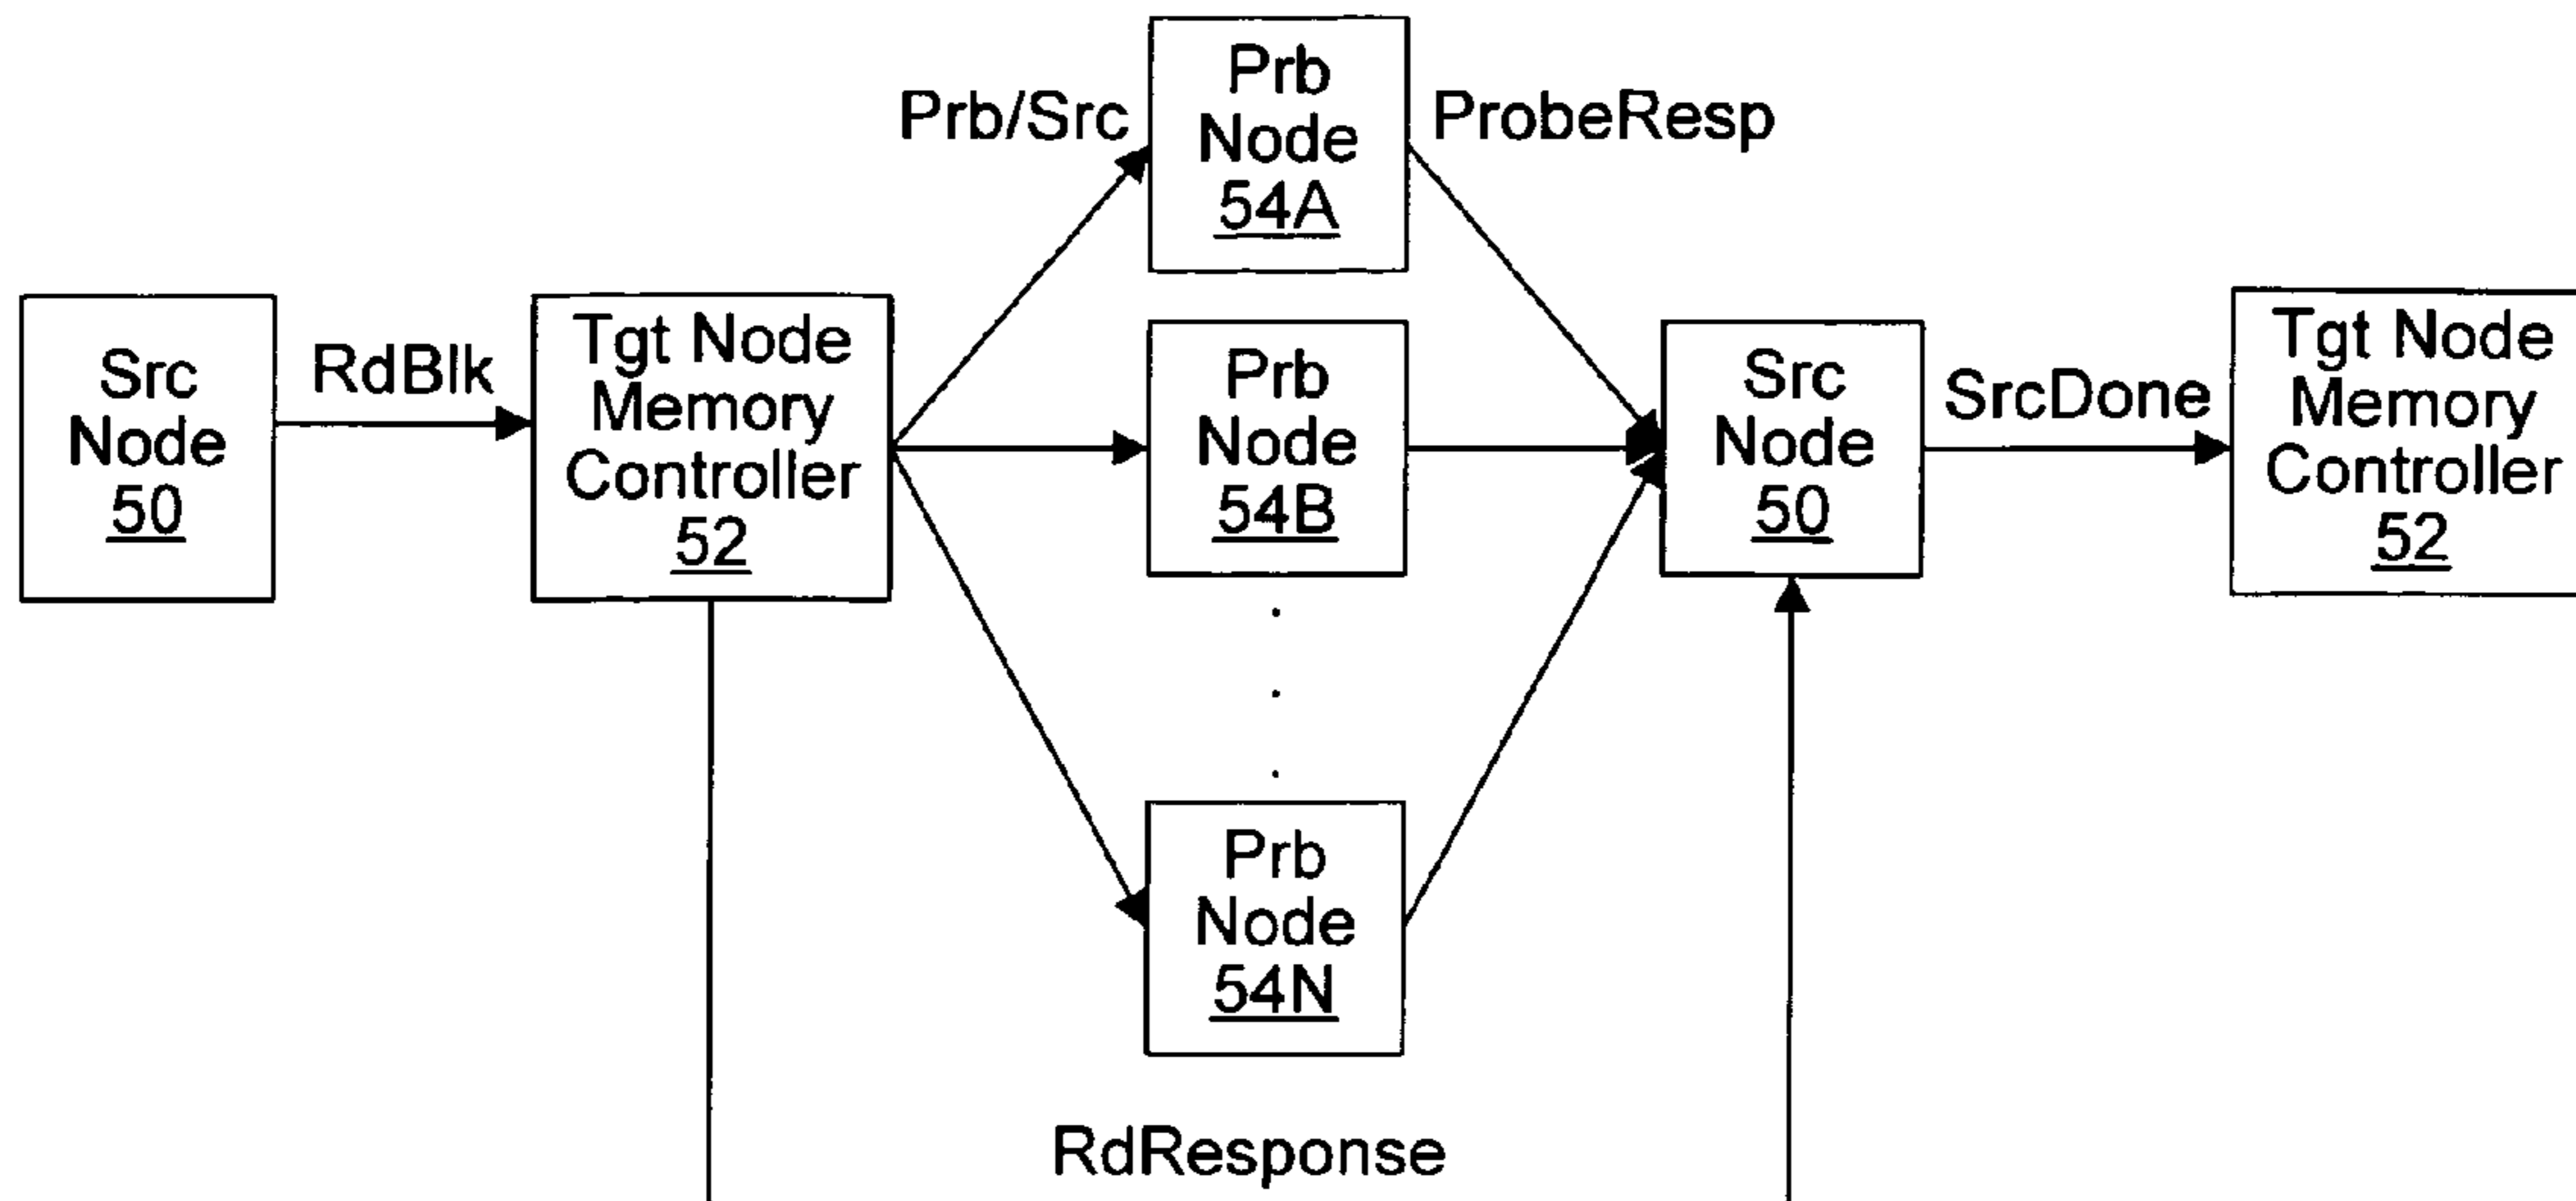 Src
Node
50
RdBlk
Tgt Node
Memory
Controller
52
Prb/Src
Prb
Node
54A
ProbeResp
Prb
Node
54B
Prb
Node
54N
Src
Node
50
SrcDone
Tgt Node
Memory
Controller
52
RdResponse